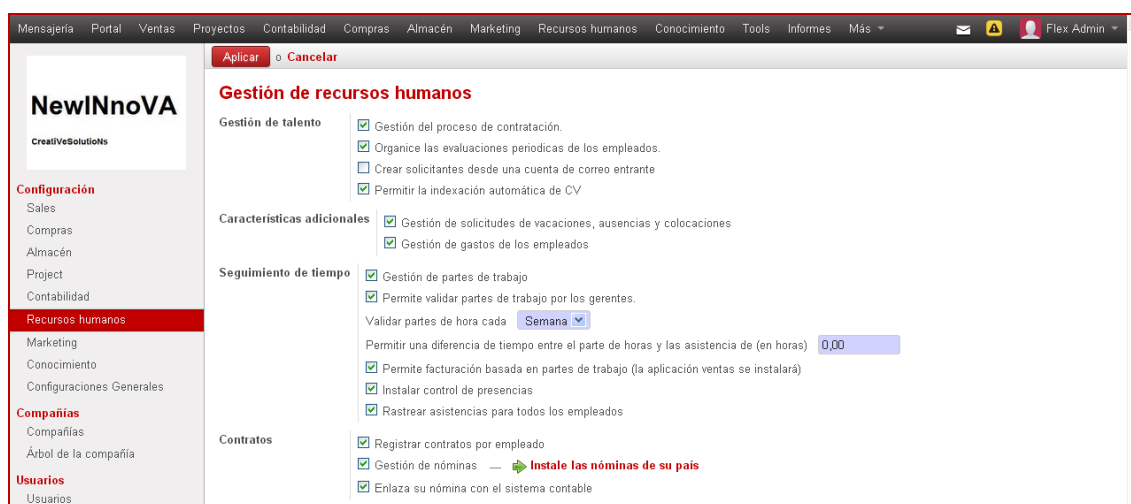 Mensajería Portal Ventas Proyectos Contabilidad Compras Almacén Marketing Recursos humanos Conocimiento Tools Informes Más Flex Admin
Aplicar o Cancelar
NewINnoVA
CreatiVeSolutioNs
Configuración
Sales
Compras
Almacén
Project
Contabilidad
Recursos humanos
Marketing
Conocimiento
Configuraciones Generales
Compañías
Compañías
Árbol de la compañía
Usuarios
Usuarios
Gestión de recursos humanos
Gestión de talento
Gestión del proceso de contratación.
Organice las evaluaciones periodicas de los empleados.
Crear solicitantes desde una cuenta de correo entrante
Permitir la indexación automática de CV
Características adicionales
Gestión de solicitudes de vacaciones, ausencias y colocaciones
Gestión de gastos de los empleados
Seguimiento de tiempo
Gestión de partes de trabajo
Permite validar partes de trabajo por los gerentes.
Validar partes de hora cada Semana
Permitir una diferencia de tiempo entre el parte de horas y las asistencia de (en horas) 0,00
Permite facturación basada en partes de trabajo (la aplicación ventas se instalará)
Instalar control de presencias
Rastrear asistencias para todos los empleados
Contratos
Registrar contratos por empleado
Gestión de nóminas — Instale las nóminas de su país
Enlaza su nómina con el sistema contable